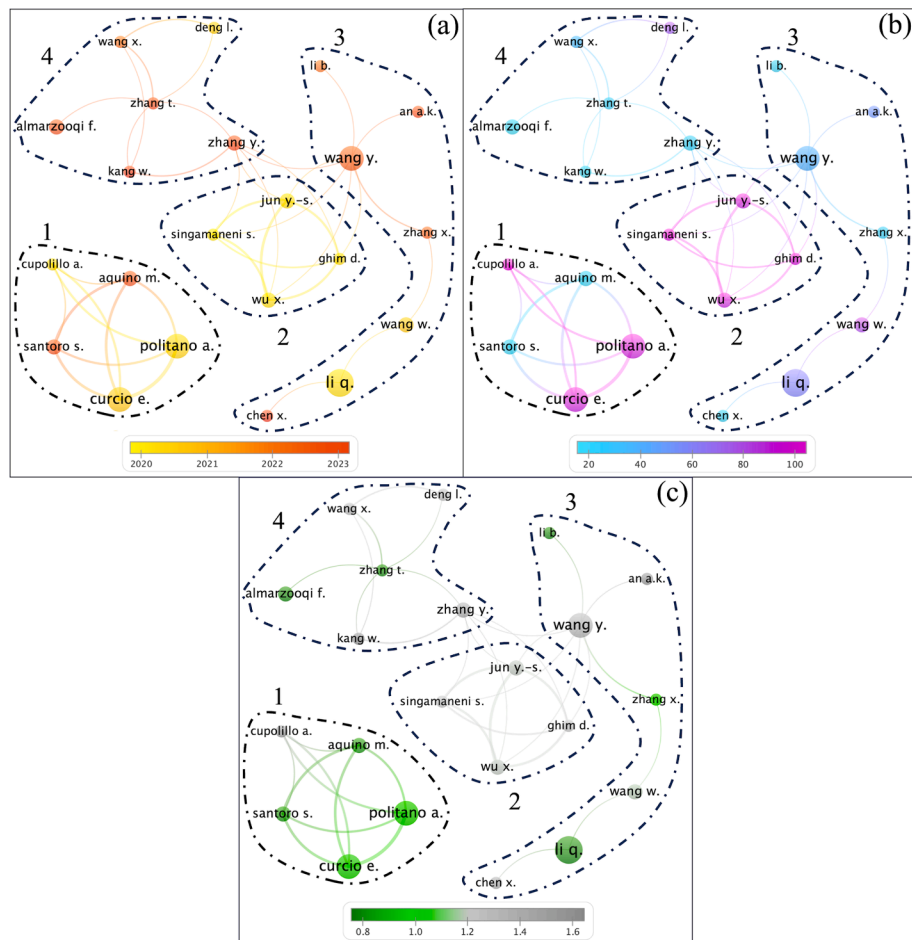 (a)
4
deng l.
wang x.
3
li b.
zhang t.
an a.k.
almarzooqi f.
zhang y.
kang w.
wang y.
jun y.-s.
singamaneni s.
zhang x.
1
cupolillo a.
ghim d.
aquino m.
wu x.
santoro s.
politano a.
2
wang w.
li q.
curcio e.
chen x.
2020 2021 2022 2023
(b)
4
deng l.
wang x.
3
li b.
zhang t.
an a.k.
almarzooqi f.
zhang y.
kang w.
wang y.
jun y.-s.
singamaneni s.
zhang x.
1
cupolillo a.
ghim d.
aquino m.
wu x.
santoro s.
politano a.
2
wang w.
li q.
curcio e.
chen x.
20 40 60 80 100
(c)
4
deng l.
wang x.
3
li b.
zhang t.
an a.k.
almarzooqi f.
zhang y.
kang w.
wang y.
jun y.-s.
singamaneni s.
zhang x.
1
cupolillo a.
ghim d.
aquino m.
wu x.
santoro s.
politano a.
2
wang w.
li q.
curcio e.
chen x.
0.8 1.0 1.2 1.4 1.6